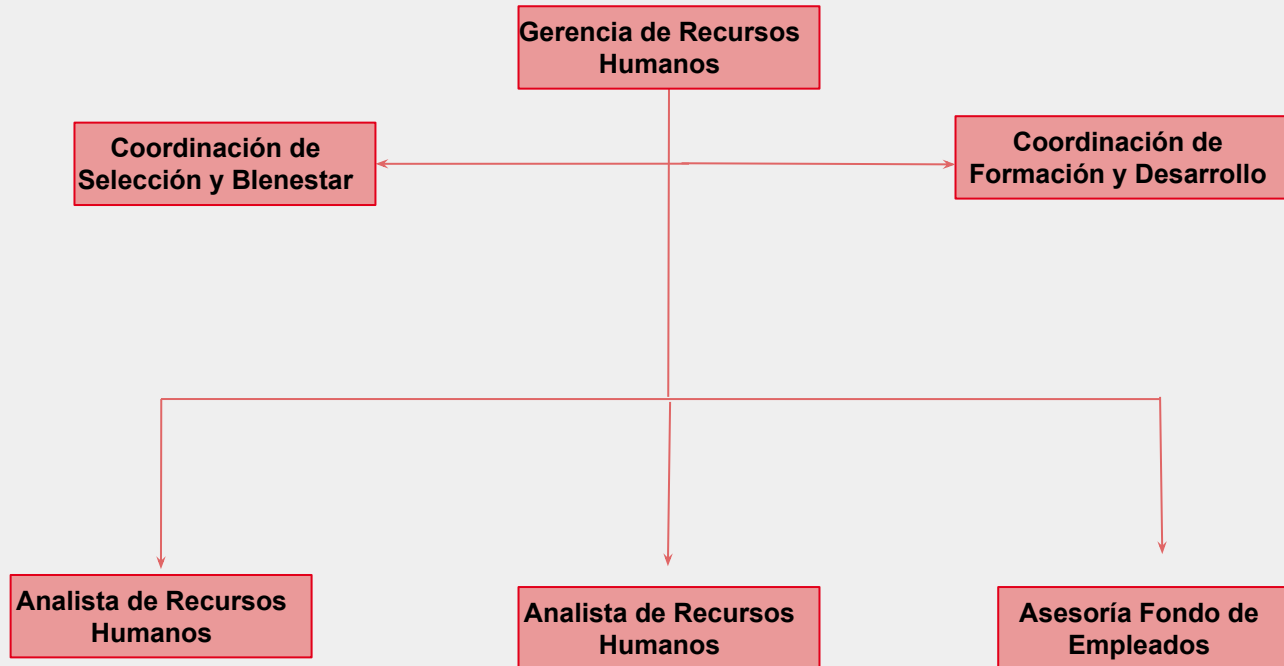 Gerencia de Recursos
Humanos
Coordinación de
Selección y BIenestar
Coordinación de
Formación y Desarrollo
Analista de Recursos
Humanos
Analista de Recursos
Humanos
Asesoría Fondo de
Empleados